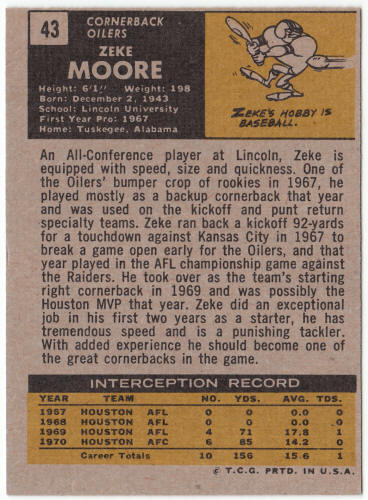 43
CORNERBACK
OILERS
ZEKE
MOORE
Height: 6'1" Weight: 198
Born: December 2, 1943
School: Lincoln University
First Year Pro: 1967
Home: Tuskegee, Alabama
ZEKE'S HOBBY IS
BASEBALL.
An All-Conference player at Lincoln, Zeke is
equipped with speed, size and quickness. One of
the Oilers' bumper crop of rookies in 1967, he
played mostly as a backup cornerback that year
and was used on the kickoff and punt return
specialty teams. Zeke ran back a kickoff 92-yards
for a touchdown against Kansas City in 1967 to
break a game open early for the Oilers, and that
year played in the AFL championship game against
the Raiders. He took over as the team's starting
right cornerback in 1969 and was possibly the
Houston MVP that year. Zeke did an exceptional
job in his first two years as a starter, he has
tremendous speed and is a punishing tackler.
With added experience he should become one of
the great cornerbacks in the game.
INTERCEPTION RECORD
YEAR TEAM NO. YDS. AVG. TDS.
1967 HOUSTON AFL 0 0 0.0 0
1968 HOUSTON AFL 0 0 0.0 0
1969 HOUSTON AFL 4 71 17.8 1
1970 HOUSTON AFC 6 85 14.2 0
Career Totals 10 156 15.6 1
© T.C.G. PRTD. IN U.S.A.